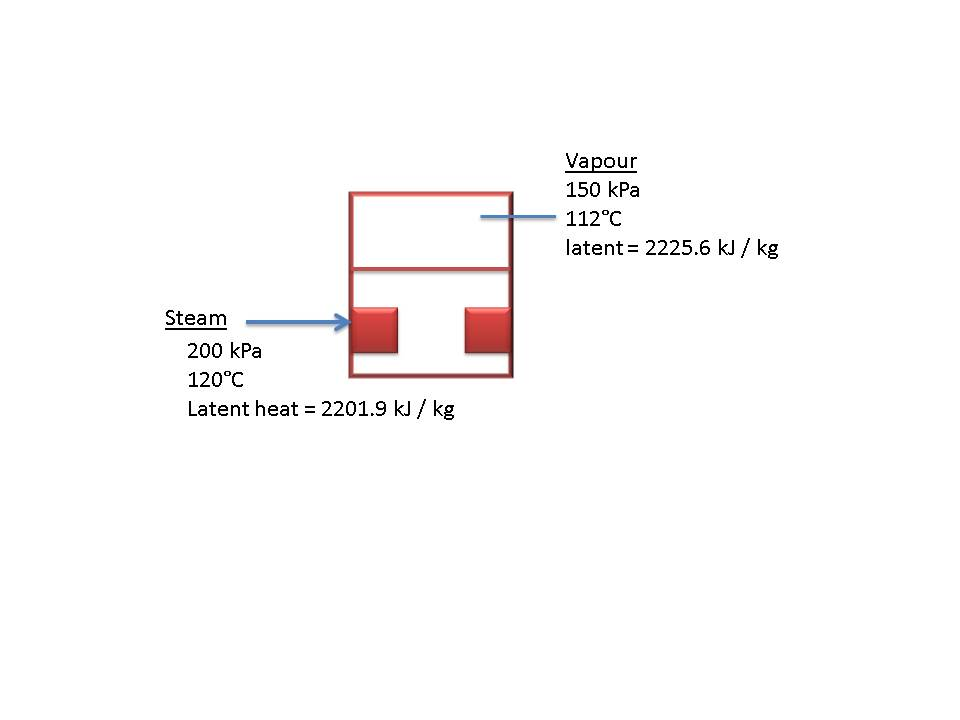 Vapour
150 kPa
112°C
latent = 2225.6 kJ / kg
Steam
200 kPa
120°C
Latent heat = 2201.9 kJ / kg